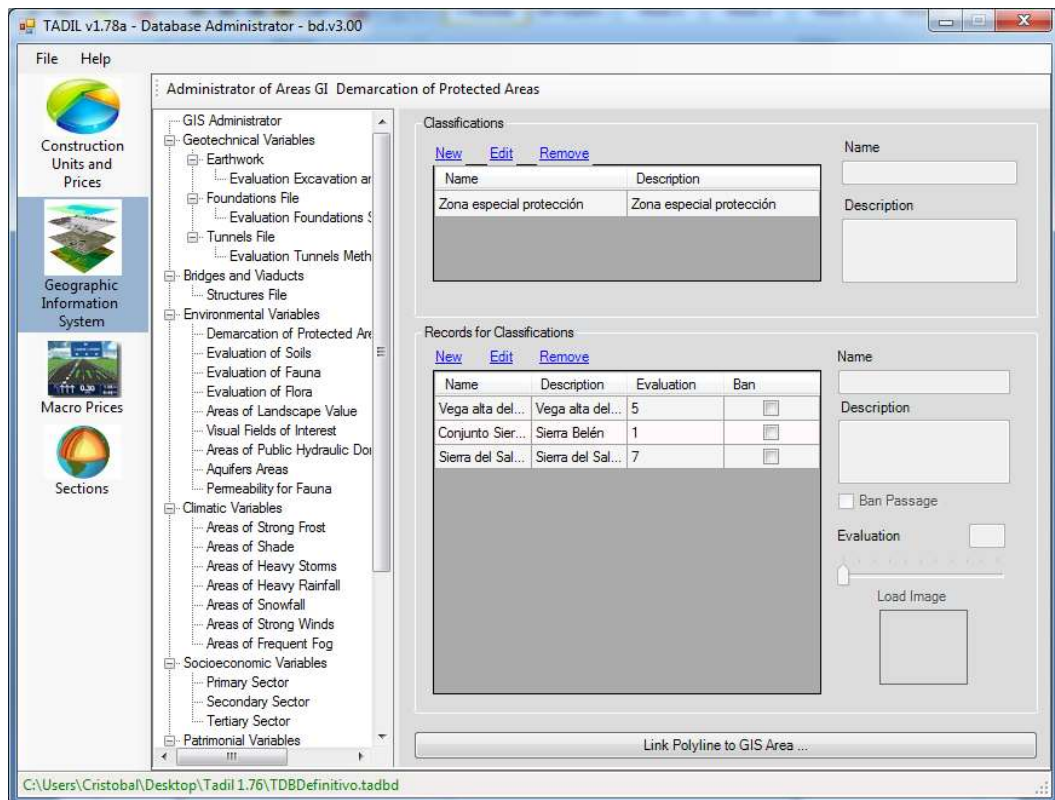 TADIL v1.78a - Database Administrator - bd.v3.00
File Help
Construction
Units and
Prices
Geographic
Information
System
Macro Prices
Sections
Administrator of Areas GI Demarcation of Protected Areas
GIS Administrator
Geotechnical Variables
Earthwork
Evaluation Excavation ar
Foundations File
Evaluation Foundations S
Tunnels File
Evaluation Tunnels Meth
Bridges and Viaducts
Structures File
Environmental Variables
Demarcation of Protected Are
Evaluation of Soils
Evaluation of Fauna
Evaluation of Flora
Areas of Landscape Value
Visual Fields of Interest
Areas of Public Hydraulic Dor
Aquifers Areas
Permeability for Fauna
Climatic Variables
Areas of Strong Frost
Areas of Shade
Areas of Heavy Storms
Areas of Heavy Rainfall
Areas of Snowfall
Areas of Strong Winds
Areas of Frequent Fog
Socioeconomic Variables
Primary Sector
Secondary Sector
Tertiary Sector
Patrimonial Variables
Classifications
New Edit Remove
Name Description
Zona especial protección Zona especial protección
Name
Description
Records for Classifications
New Edit Remove
Name Description Evaluation Ban
Vega alta del... Vega alta del... 5
Conjunto Sier... Sierra Belén 1
Sierra del Sal... Sierra del Sal... 7
Name
Description
Ban Passage
Evaluation
Load Image
Link Polyline to GIS Area ...
C:\Users\Cristobal\Desktop\Tadil 1.76\TDBDefinitivo.tadbd